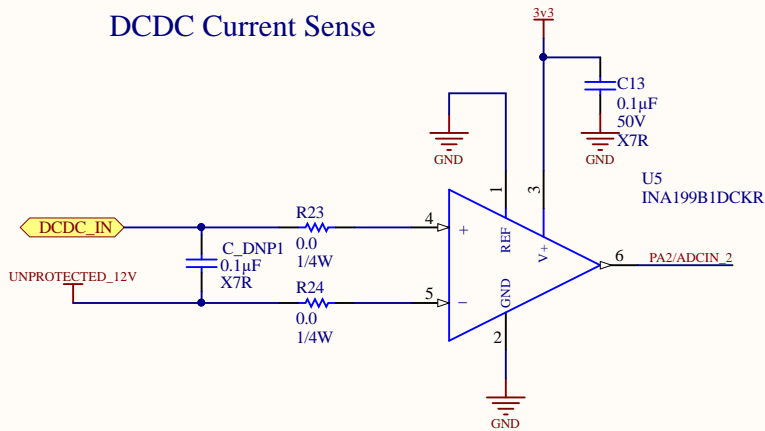 DCDC Current Sense
3v3
C13
0.1µF
50V
X7R
GND
GND
U5
INA199B1DCKR
1
3
DCDC_IN
R23
0.0
1/4W
4
+
REF
V+
C_DNP1
0.1µF
X7R
6
PA2/ADCIN_2
UNPROTECTED_12V
R24
0.0
1/4W
5
−
GND
2
GND